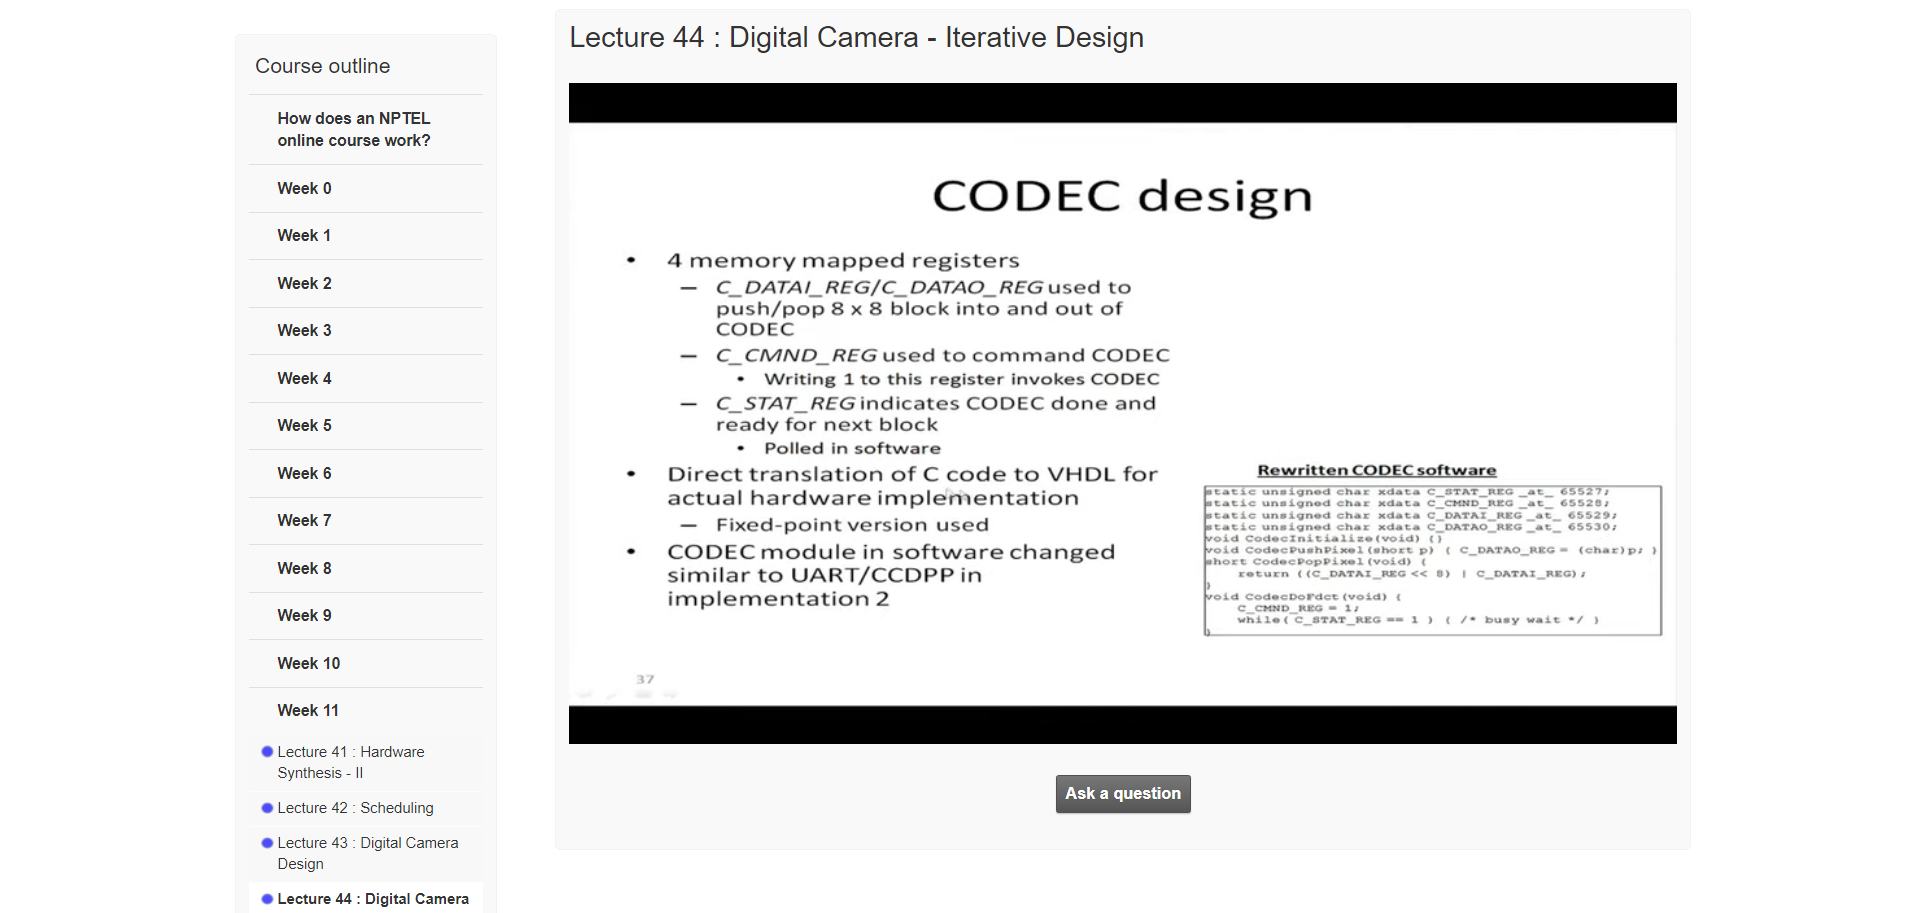 Course outline
How does an NPTEL
online course work?
Week 0
Week 1
Week 2
Week 3
Week 4
Week 5
Week 6
Week 7
Week 8
Week 9
Week 10
Week 11
Lecture 41 : Hardware
Synthesis - II
Lecture 42 : Scheduling
Lecture 43 : Digital Camera
Design
Lecture 44 : Digital Camera
Lecture 44 : Digital Camera - Iterative Design
CODEC design
• 4 memory mapped registers
– C_DATAI_REG/C_DATAO_REG used to
push/pop 8 x 8 block into and out of
CODEC
– C_CMND_REG used to command CODEC
• Writing 1 to this register invokes CODEC
– C_STAT_REG indicates CODEC done and
ready for next block
• Polled in software
• Direct translation of C code to VHDL for
actual hardware implementation
– Fixed-point version used
• CODEC module in software changed
similar to UART/CCDPP in
implementation 2
Rewritten CODEC software
static unsigned char xdata C_STAT_REG _at_ 65527;
static unsigned char xdata C_CMND_REG _at_ 65528;
static unsigned char xdata C_DATAI_REG _at_ 65529;
static unsigned char xdata C_DATAO_REG _at_ 65530;
void CodecInitialize(void) {}
void CodecPushPixel(short p) { C_DATAO_REG = (char)p; }
short CodecPopPixel(void) {
return ((C_DATAI_REG << 8) | C_DATAI_REG);
}
void CodecDoFdct(void) {
C_CMND_REG = 1;
while( C_STAT_REG == 1 ) { /* busy wait */ }
}
37
Ask a question